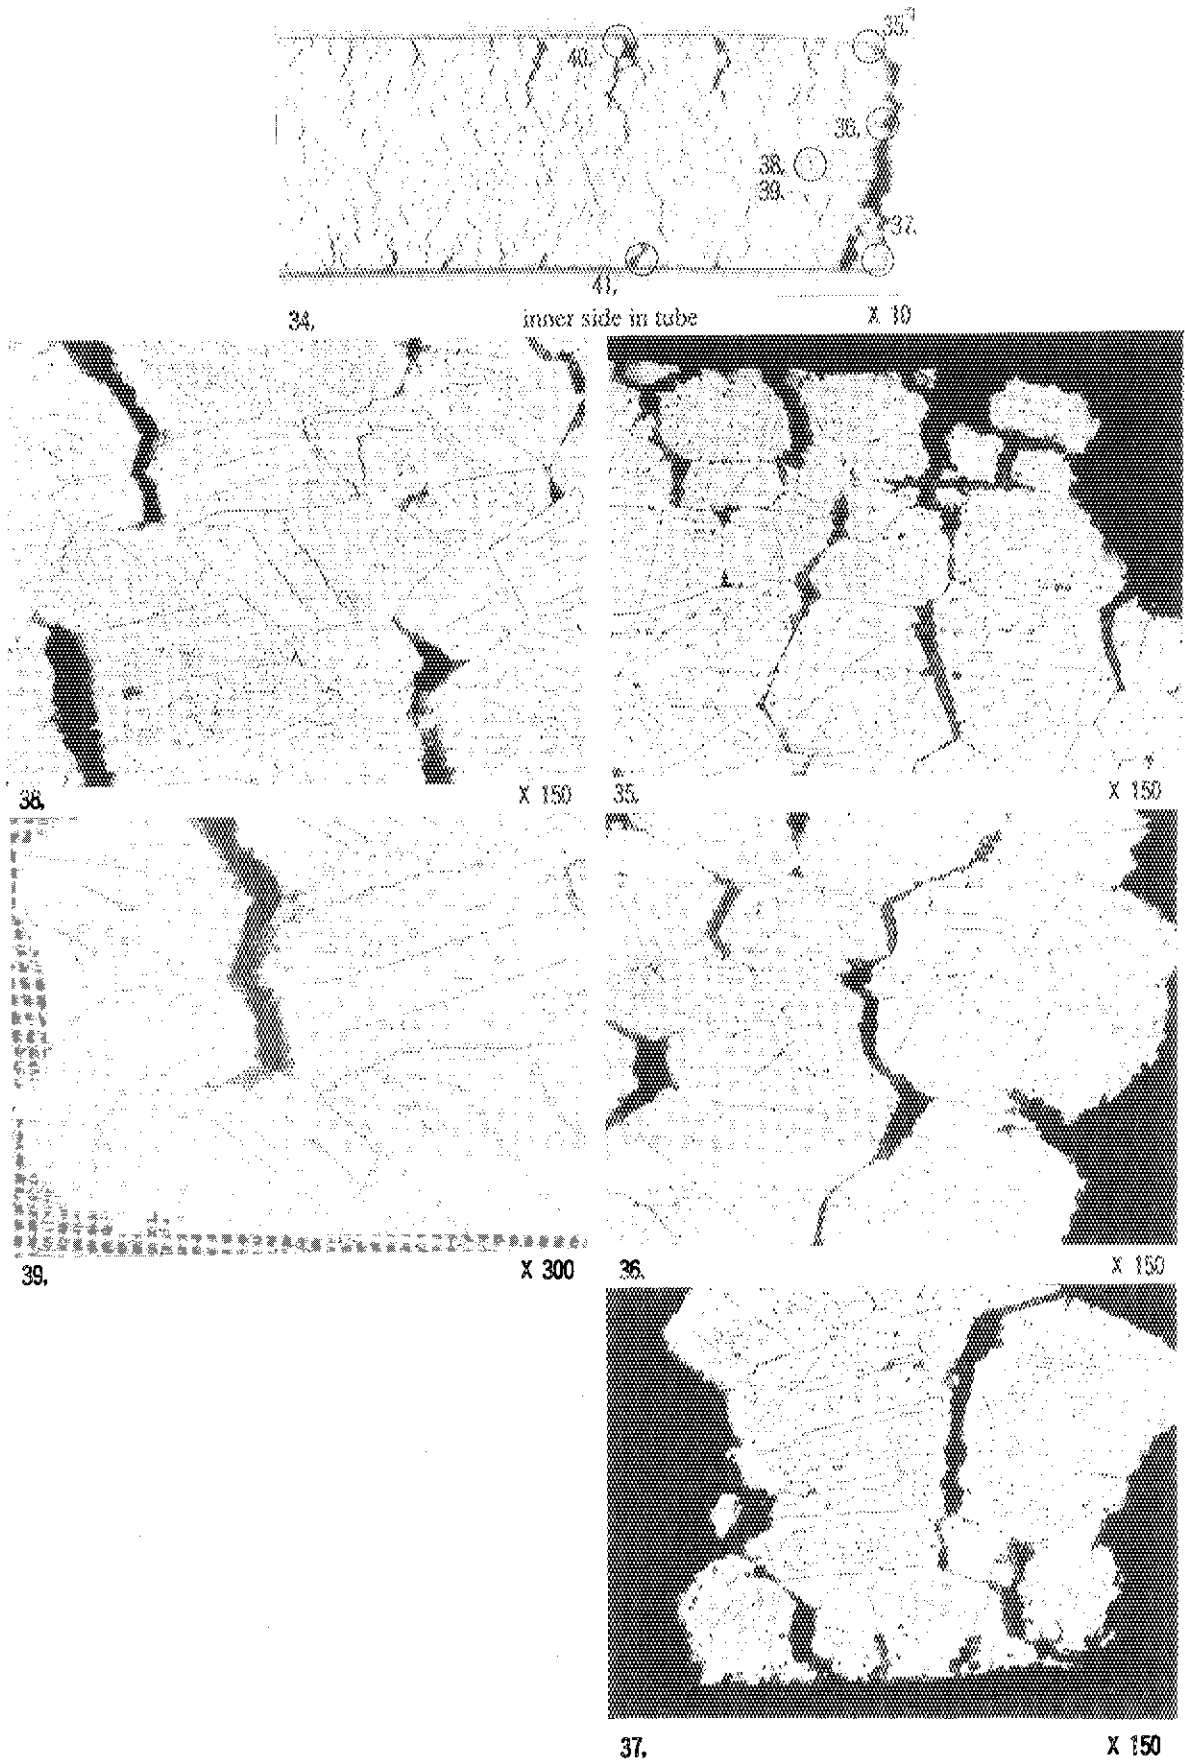 35.
40.
36.
38.
39.
37.
41.
34. inner side in tube X 10
38. X 150
35. X 150
39. X 300
36. X 150
37. X 150